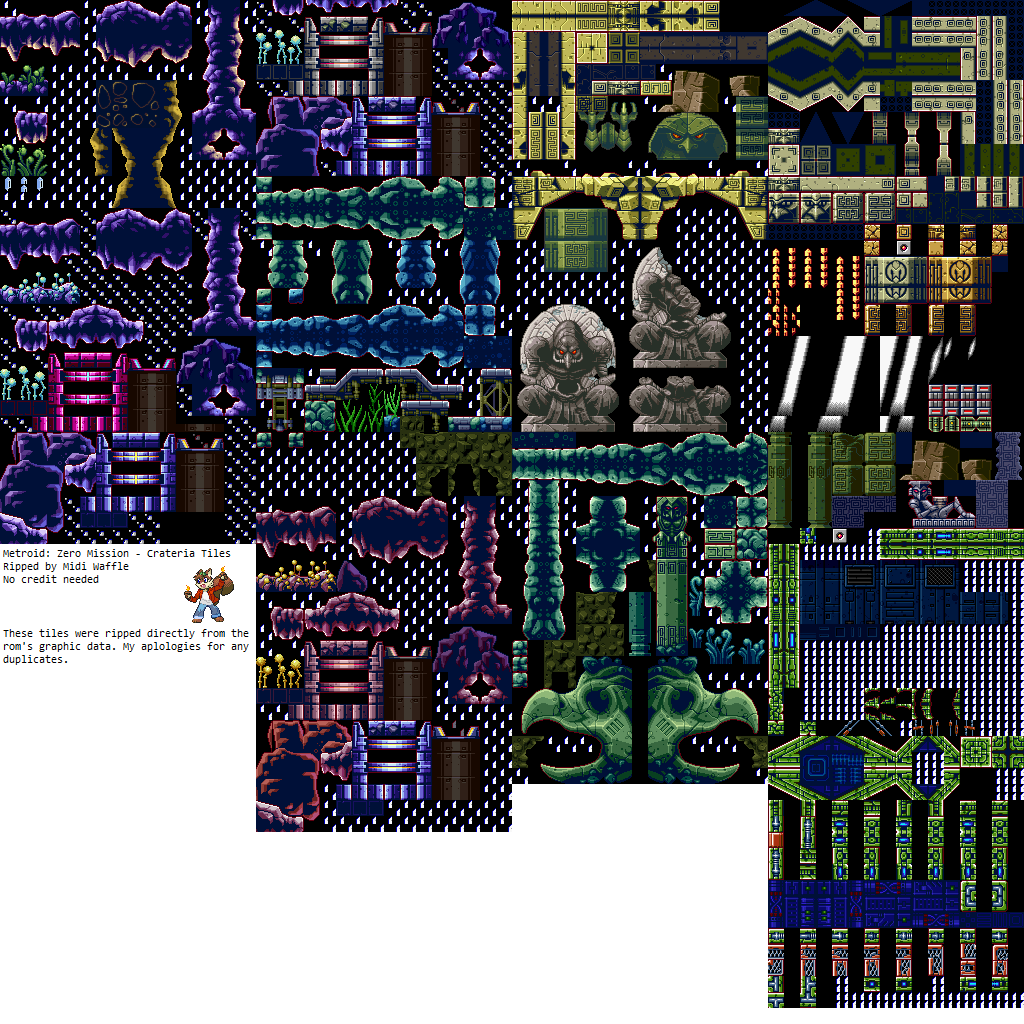 Metroid: Zero Mission - Crateria Tiles
Ripped by Midi Waffle
No credit needed
These tiles were ripped directly from the
rom's graphic data. My aplologies for any
duplicates.